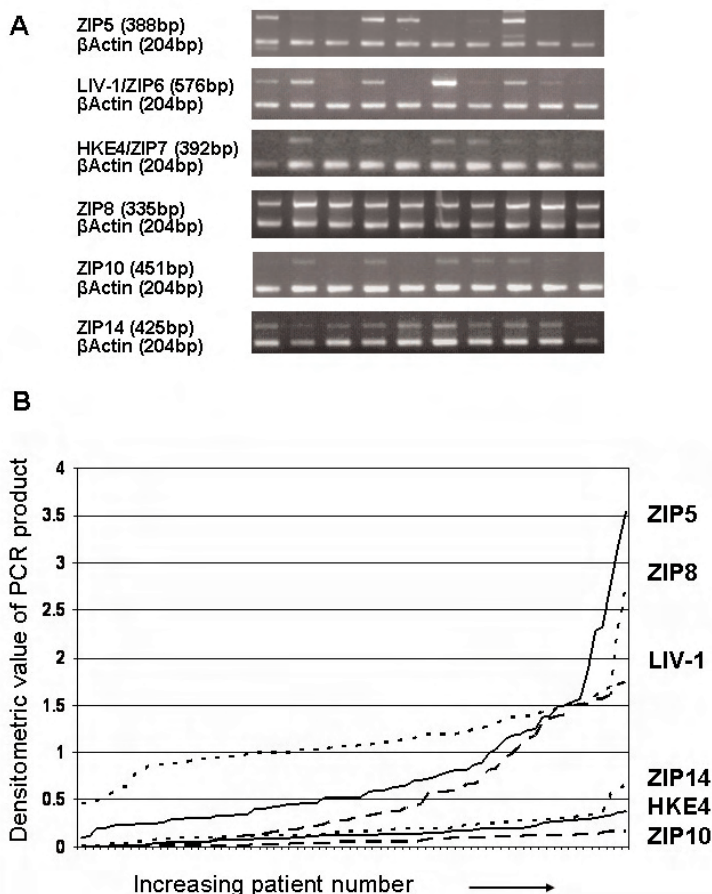 A
ZIP5 (388bp)
βActin (204bp)
LIV-1/ZIP6 (576bp)
βActin (204bp)
HKE4/ZIP7 (392bp)
βActin (204bp)
ZIP8 (335bp)
βActin (204bp)
ZIP10 (451bp)
βActin (204bp)
ZIP14 (425bp)
βActin (204bp)
B
Densitometric value of PCR product
4
3.5
3
2.5
2
1.5
1
0.5
0
ZIP5
ZIP8
LIV-1
ZIP14
HKE4
ZIP10
Increasing patient number